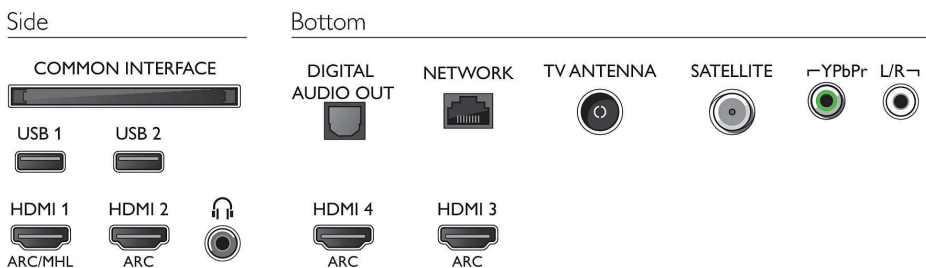 Side
Bottom
COMMON INTERFACE
DIGITAL
AUDIO OUT
NETWORK
TV ANTENNA
SATELLITE
YPbPr
L/R
USB 1
USB 2
HDMI 1
HDMI 2
HDMI 4
HDMI 3
ARC/MHL
ARC
ARC
ARC